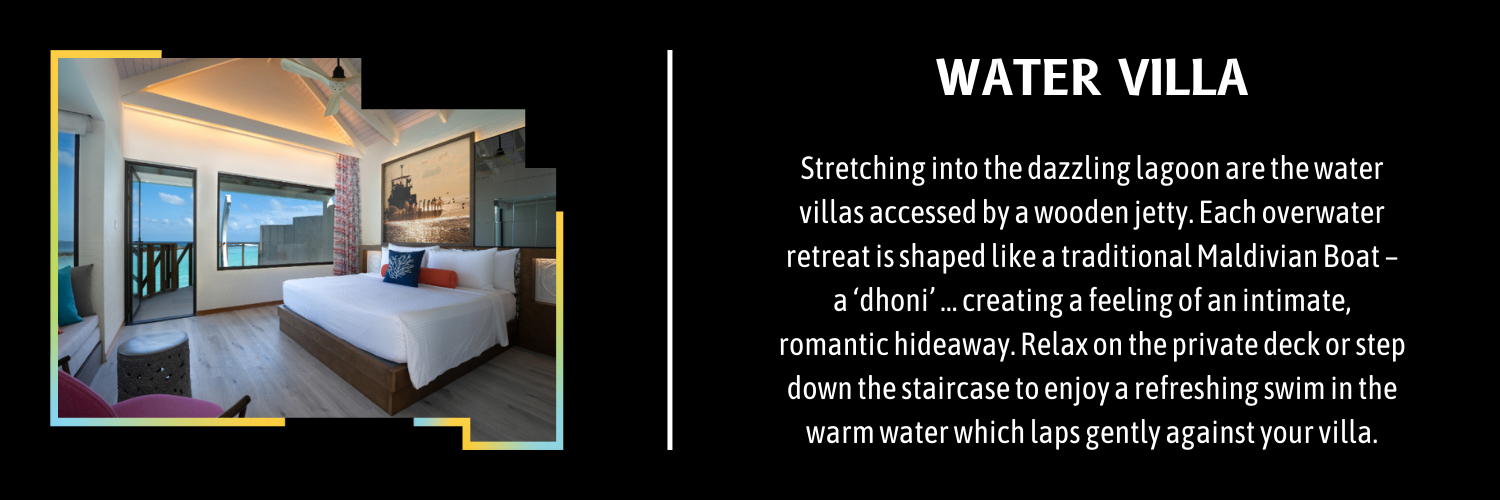 WATER VILLA
Stretching into the dazzling lagoon are the water
villas accessed by a wooden jetty. Each overwater
retreat is shaped like a traditional Maldivian Boat –
a ‘dhoni’ ... creating a feeling of an intimate,
romantic hideaway. Relax on the private deck or step
down the staircase to enjoy a refreshing swim in the
warm water which laps gently against your villa.